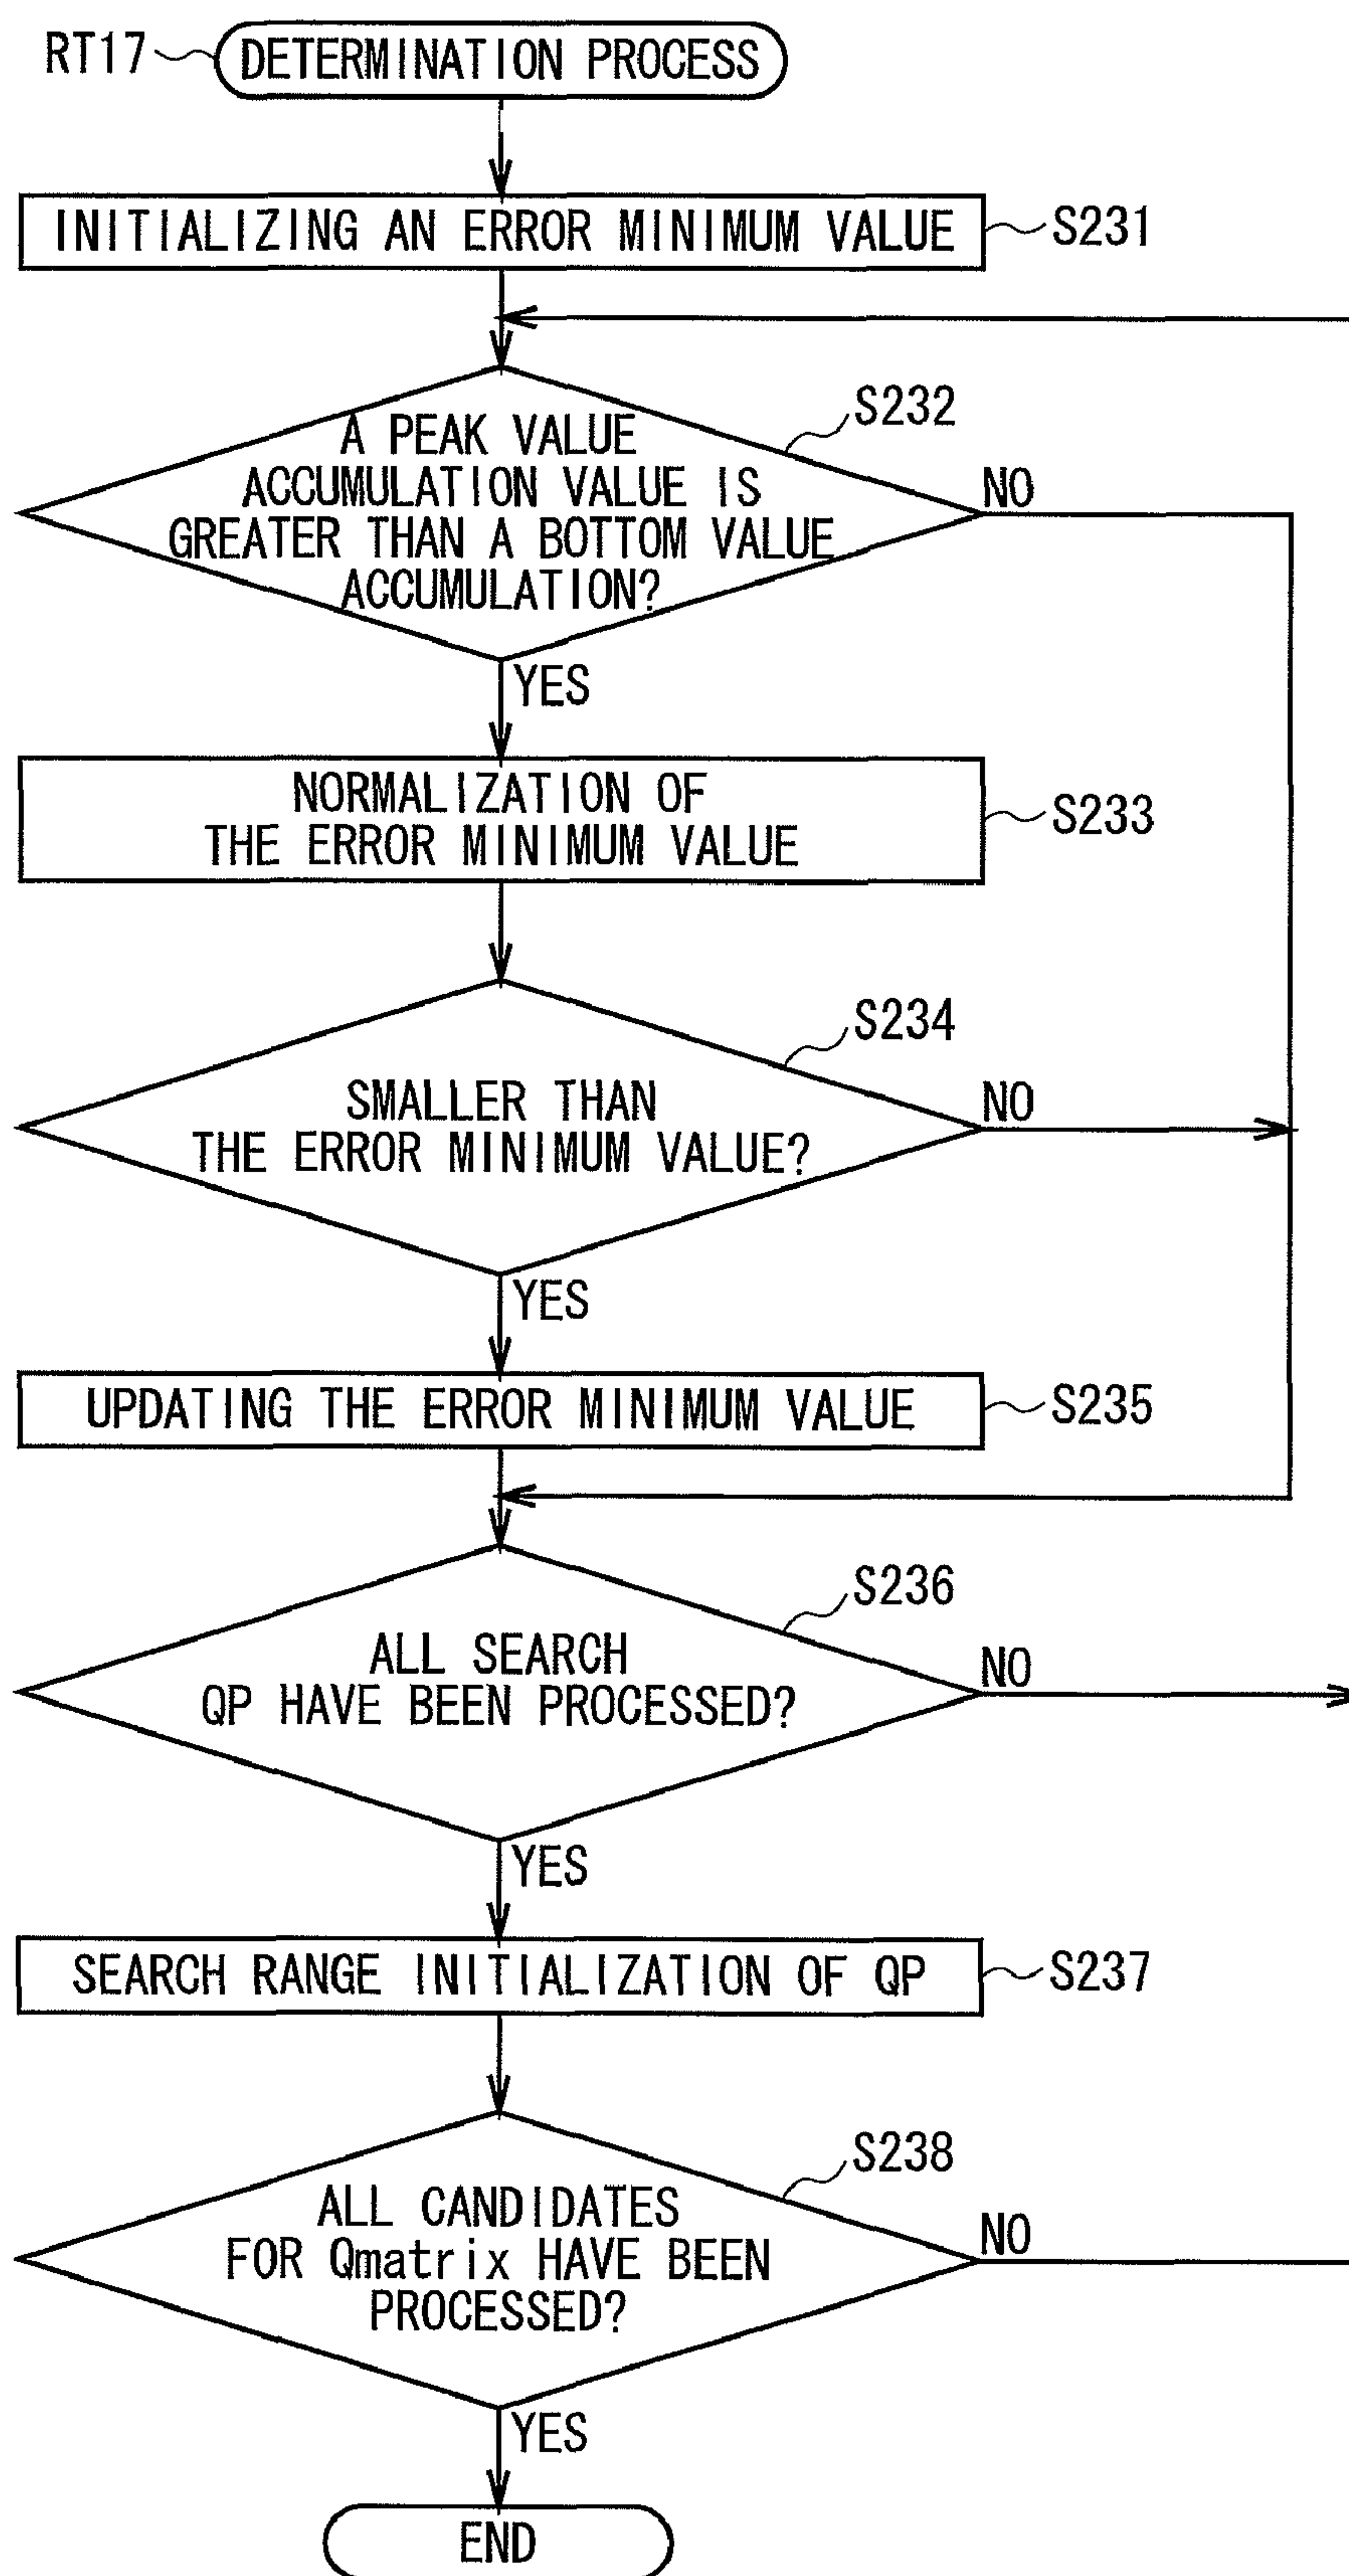 RT17
DETERMINATION PROCESS
INITIALIZING AN ERROR MINIMUM VALUE
S231
S232
A PEAK VALUE
ACCUMULATION VALUE IS
GREATER THAN A BOTTOM VALUE
ACCUMULATION?
NO
YES
NORMALIZATION OF
THE ERROR MINIMUM VALUE
S233
S234
SMALLER THAN
THE ERROR MINIMUM VALUE?
NO
YES
UPDATING THE ERROR MINIMUM VALUE
S235
S236
ALL SEARCH
QP HAVE BEEN PROCESSED?
NO
YES
SEARCH RANGE INITIALIZATION OF QP
S237
S238
ALL CANDIDATES
FOR Qmatrix HAVE BEEN
PROCESSED?
NO
YES
END